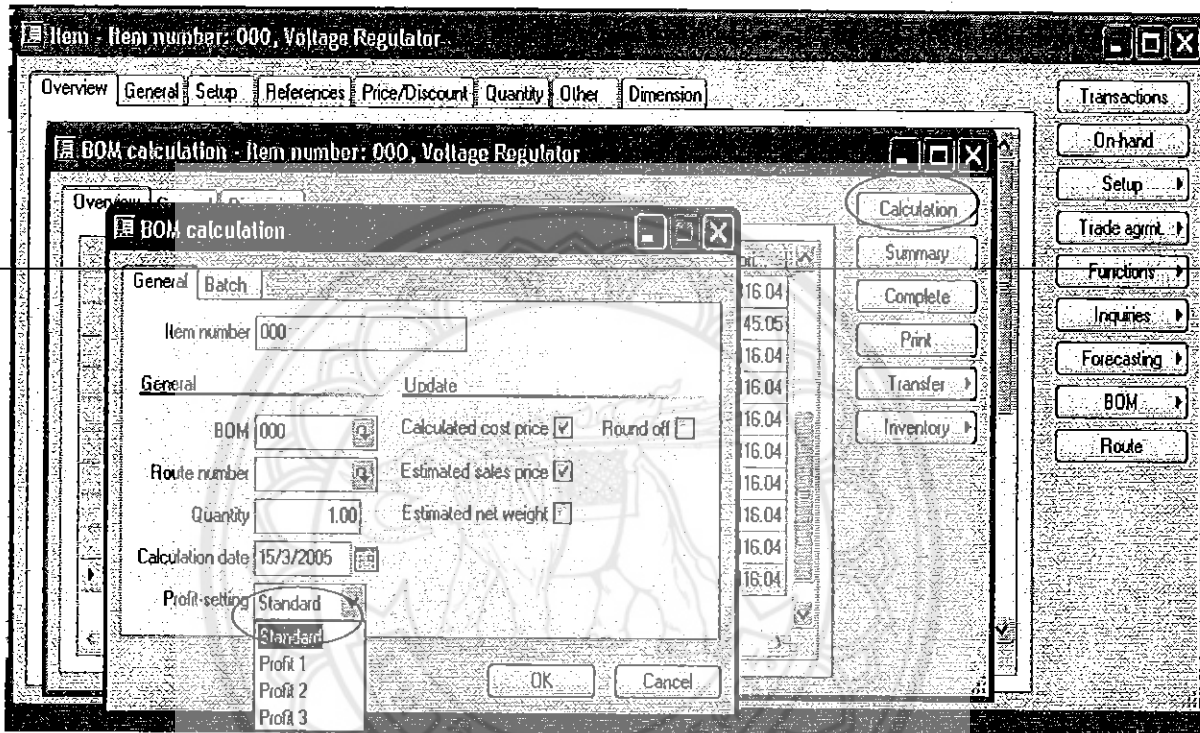 Item - Item number: 000, Voltage Regulator
Overview General Setup References Price/Discount Quantity Other Dimension
Transactions
On-hand
Setup
Trade agrmt.
Functions
Inquiries
Forecasting
BOM
Route
BOM calculation - Item number: 000, Voltage Regulator
Calculation
Summary
Complete
Print
Transfer
Inventory
16.04
45.05
16.04
16.04
16.04
16.04
16.04
16.04
16.04
16.04
BOM calculation
General Batch
Item number 000
General Update
BOM 000 Calculated cost price Round off
Route number Estimated sales price
Quantity 1.00 Estimated net weight
Calculation date 15/3/2005
Profit-setting Standard
Standard
Profit 1
Profit 2
Profit 3
OK Cancel